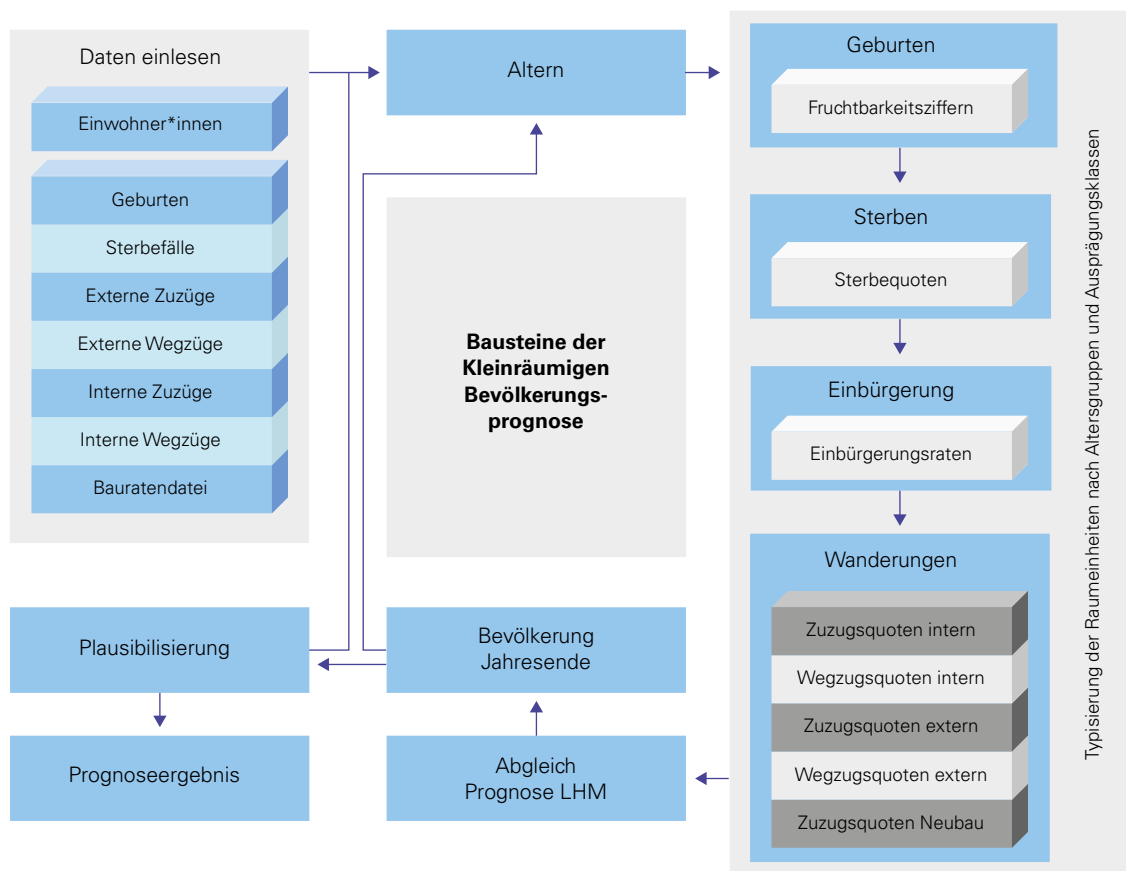 Daten einlesen
Einwohner*innen
Geburten
Sterbefälle
Externe Zuzüge
Externe Wegzüge
Interne Zuzüge
Interne Wegzüge
Bauratendatei
Altern
Bausteine der
Kleinräumigen
Bevölkerungs-
prognose
Geburten
Fruchtbarkeitsziffern
Sterben
Sterbequoten
Einbürgerung
Einbürgerungsraten
Wanderungen
Zuzugsquoten intern
Wegzugsquoten intern
Zuzugsquoten extern
Wegzugsquoten extern
Zuzugsquoten Neubau
Typisierung der Raumeinheiten nach Altersgruppen und Ausprägungsklassen
Abgleich
Prognose LHM
Bevölkerung
Jahresende
Plausibilisierung
Prognoseergebnis